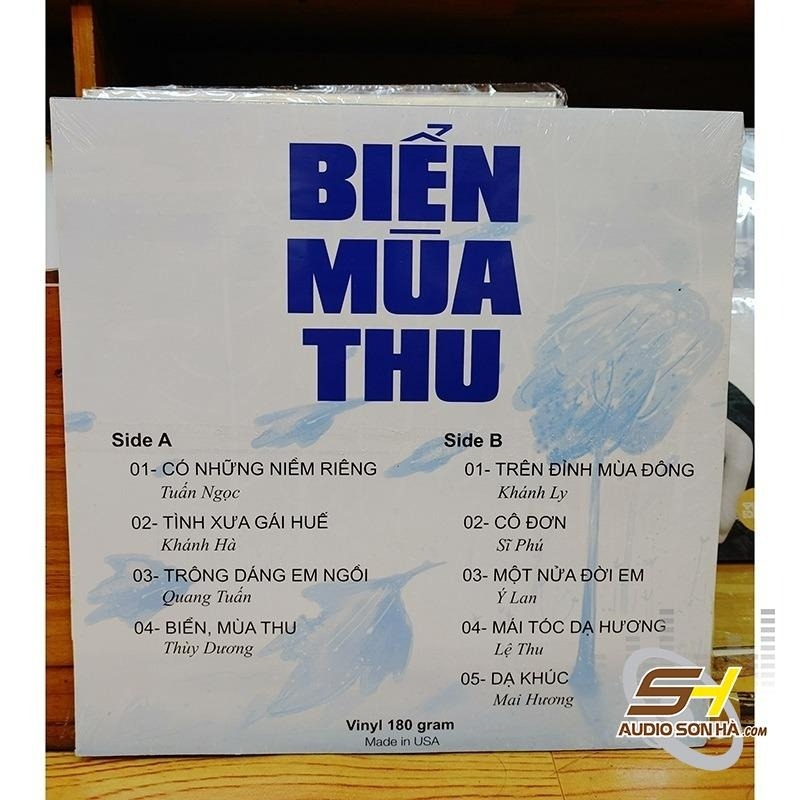 BIỂN
MÙA
THU
Side A
01- CÓ NHỮNG NIỀM RIÊNG
Tuấn Ngọc
02- TÌNH XƯA GÁI HUẾ
Khánh Hà
03- TRÔNG DÁNG EM NGỒI
Quang Tuấn
04- BIỂN, MÙA THU
Thùy Dương
Side B
01- TRÊN ĐỈNH MÙA ĐÔNG
Khánh Ly
02- CÔ ĐƠN
Sĩ Phú
03- MỘT NỬA ĐỜI EM
Ý Lan
04- MÁI TÓC DẠ HƯƠNG
Lệ Thu
05- DẠ KHÚC
Mai Hương
Vinyl 180 gram
Made in USA
SH
AUDIO SƠN HÀ.COM